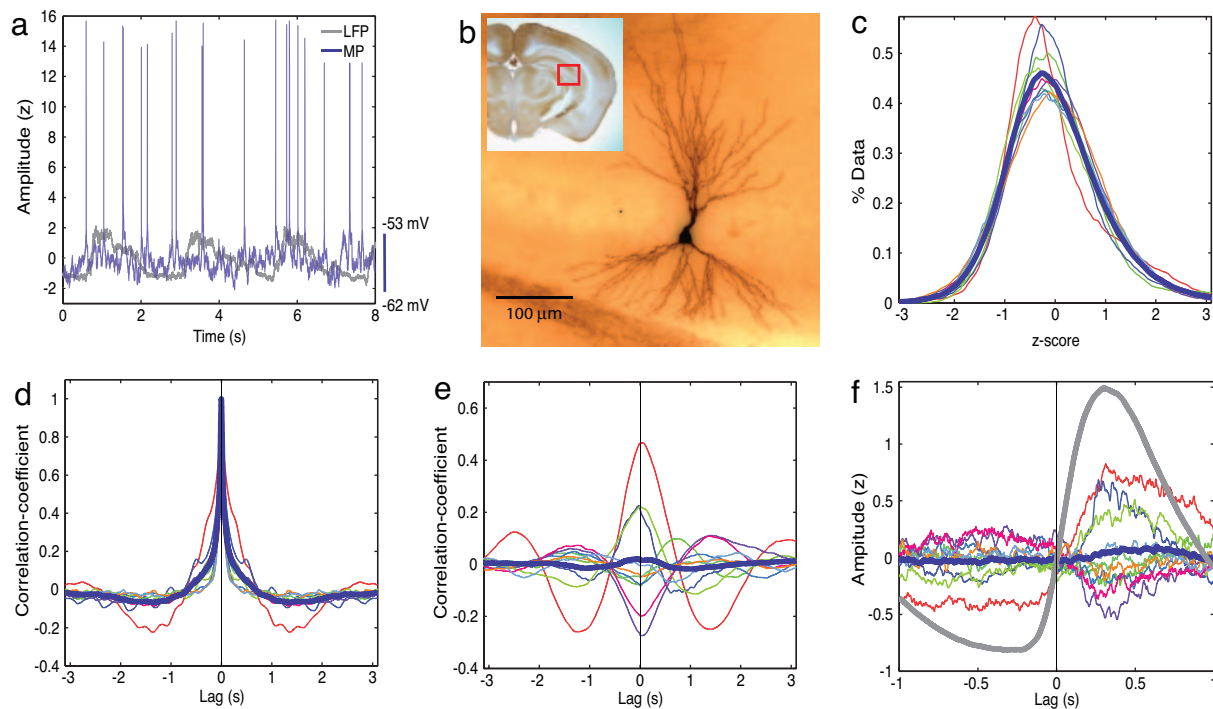 a
16
14
12
10
8
6
4
2
0
-2
Amplitude (z)
LFP
MP
-53 mV
-62 mV
0 2 4 6 8
Time (s)
b
100 µm
c
0.5
0.4
0.3
0.2
0.1
0
% Data
-3 -2 -1 0 1 2 3
z-score
d
1
0.8
0.6
0.4
0.2
0
-0.2
-0.4
Correlation-coefficient
-3 -2 -1 0 1 2 3
Lag (s)
e
0.6
0.4
0.2
0
-0.2
-0.4
Correlation-coefficient
-3 -2 -1 0 1 2 3
Lag (s)
f
1.5
1
0.5
0
-0.5
-1
Ampitude (z)
-1 -0.5 0 0.5 1
Lag (s)